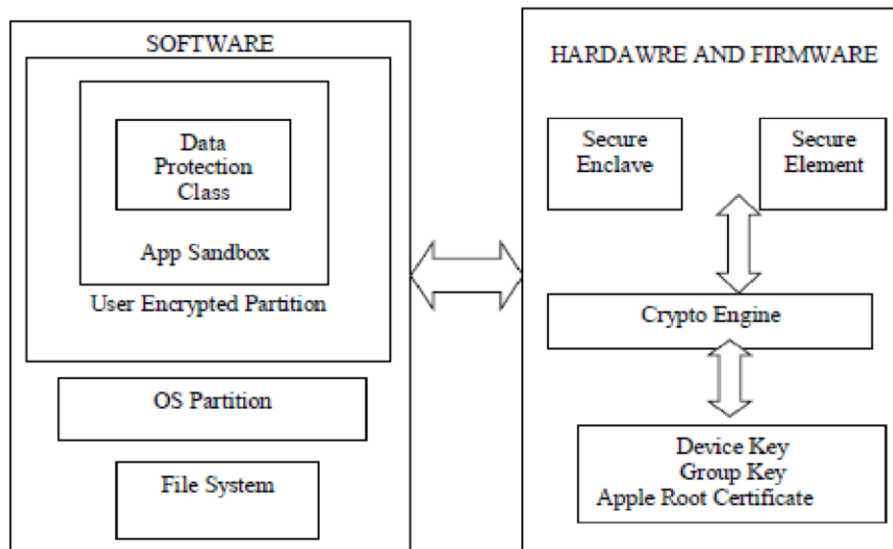 SOFTWARE
Data
Protection
Class
App Sandbox
User Encrypted Partition
OS Partition
File System
HARDAWRE AND FIRMWARE
Secure
Enclave
Secure
Element
Crypto Engine
Device Key
Group Key
Apple Root Certificate